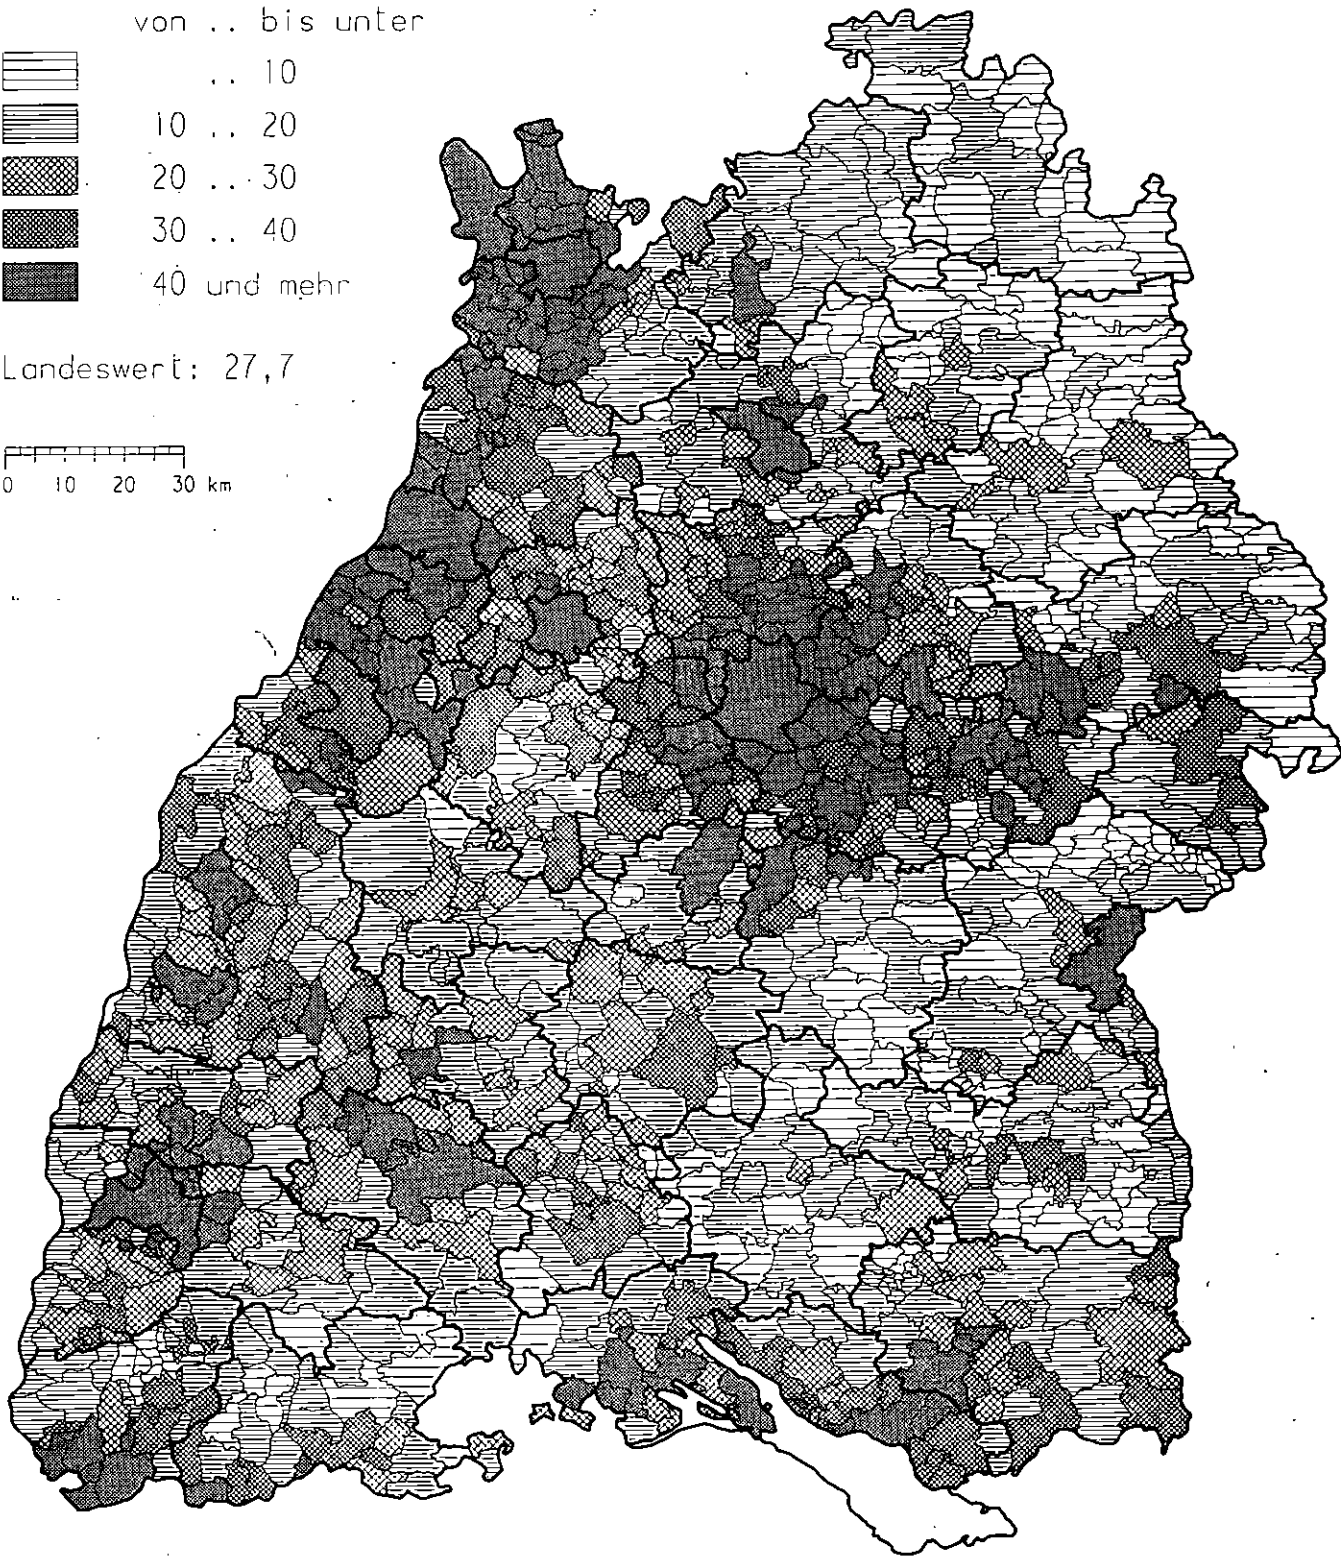 von .. bis unter
.. 10
10 .. 20
20 .. 30
30 .. 40
40 und mehr
Landeswert: 27,7
0 10 20 30 km